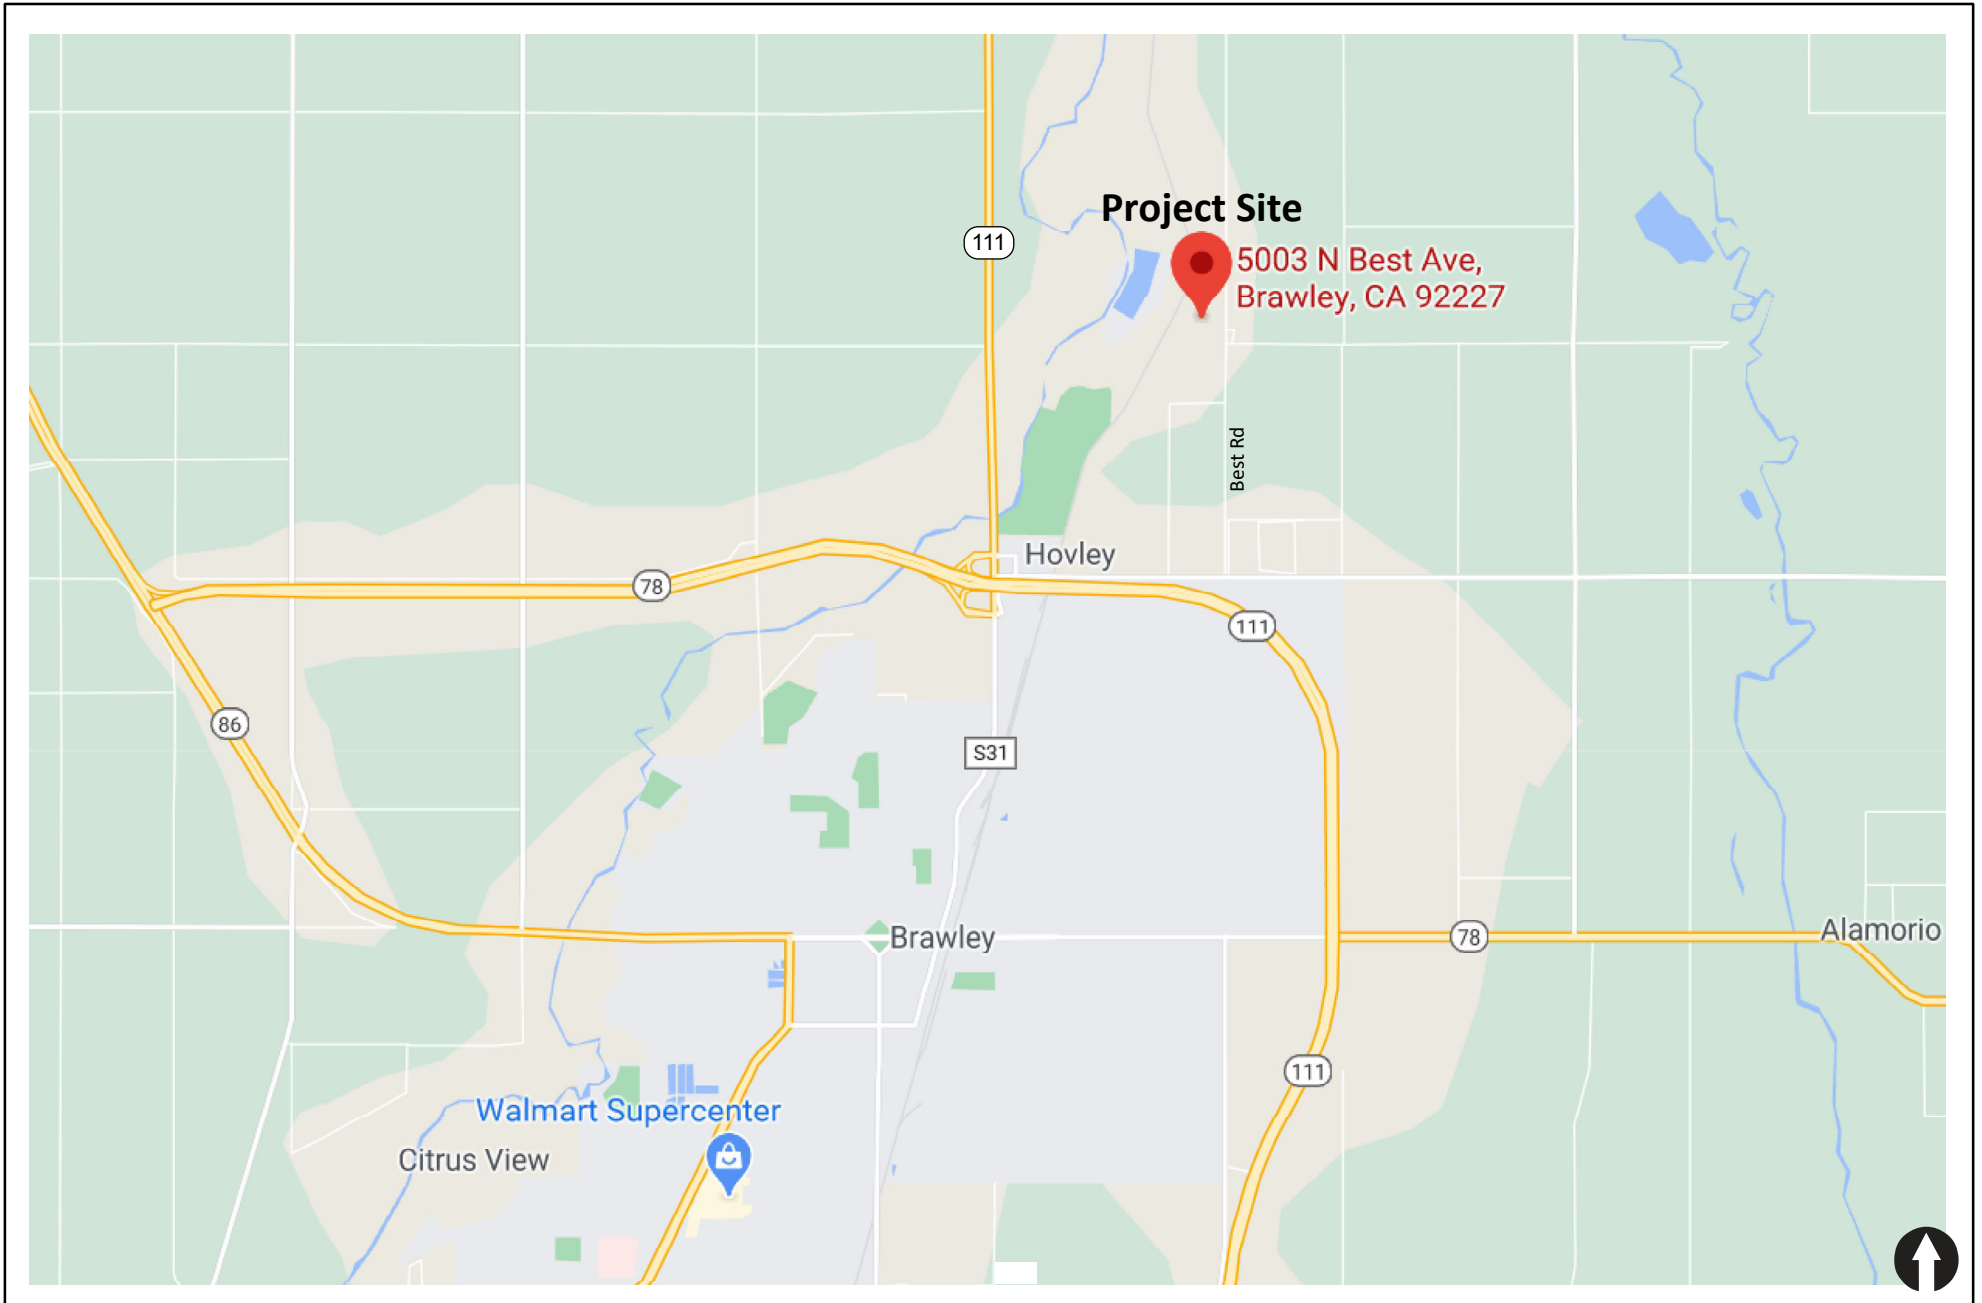 Project Site
111
5003 N Best Ave,
Brawley, CA 92227
Best Rd
Hovley
78
111
86
S31
Brawley
78
Alamorio
111
Walmart Supercenter
Citrus View